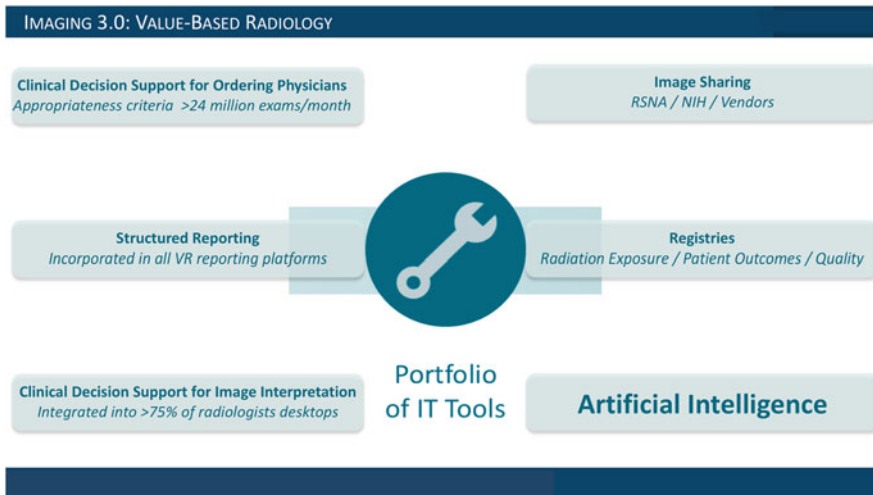 IMAGING 3.0: VALUE-BASED RADIOLOGY
Clinical Decision Support for Ordering Physicians
Appropriateness criteria >24 million exams/month
Image Sharing
RSNA / NIH / Vendors
Structured Reporting
Incorporated in all VR reporting platforms
Registries
Radiation Exposure / Patient Outcomes / Quality
Clinical Decision Support for Image Interpretation
Integrated into >75% of radiologists desktops
Portfolio
of IT Tools
Artificial Intelligence